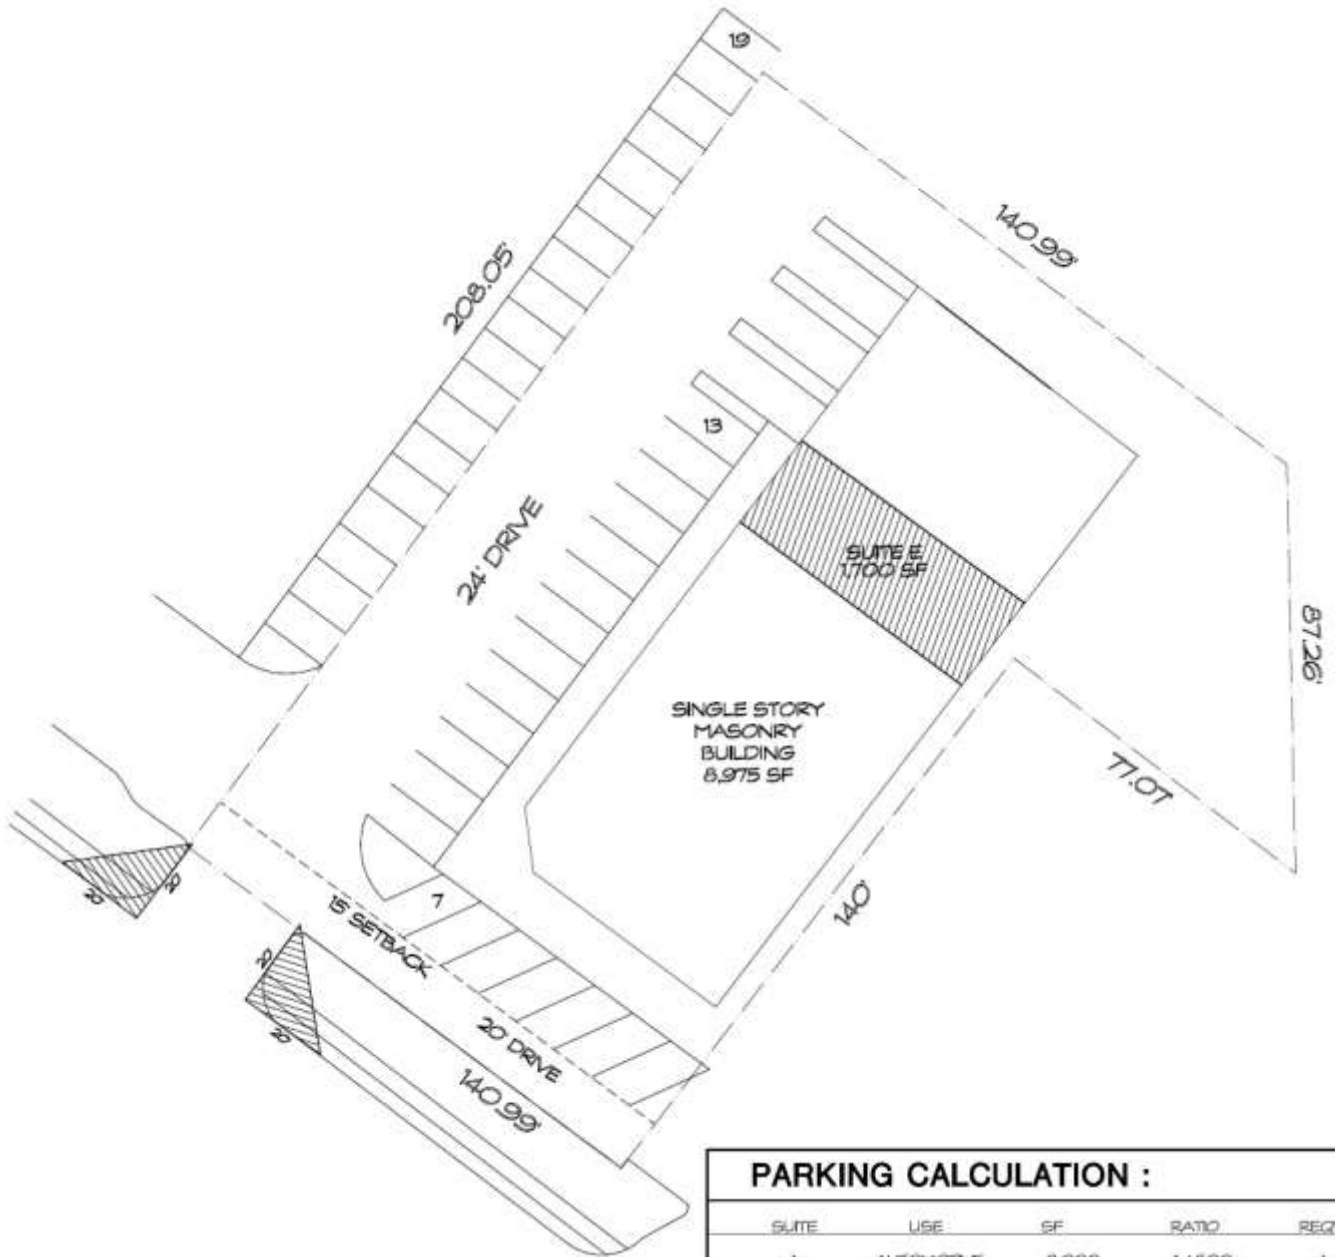 19
140.99'
208.05'
13
24' DRIVE
SUITE E
1,700 SF
87.26'
SINGLE STORY
MASONRY
BUILDING
8,975 SF
77.07
20
20
7
140'
15' SETBACK
20
20
20' DRIVE
140.99'
PARKING CALCULATION :
SUITE USE SF RATIO